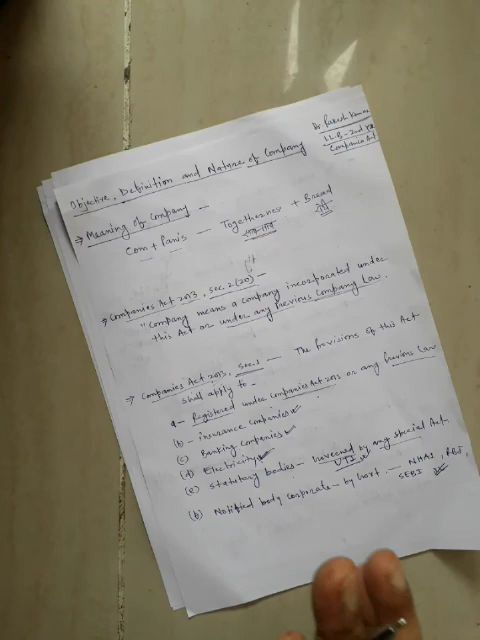 Dr. Rakesh Kumar
LL.B - 2nd
Companies Act
Objective, Definition and Nature of Company
⇒ Meaning of Company -
Com + Panis - Togetherness + Bread
साथ-साथ रोटी
⇒ Companies Act 2013, Sec. 2(20) -
"Company means a company incorporated under
this Act or under any Previous Company Law.
⇒ Companies Act 2013, Sec. 1 - The Provisions of this Act
shall apply to -
a - Registered under Companies Act 2013 or any Previous Law
(b) - insurance companies
(c) Banking Companies
(d) Electricity
(e) Statutory bodies - Governed by any special Act.
UTI
Notified body corporate - by Govt. - NHAI, RBI,
SEBI